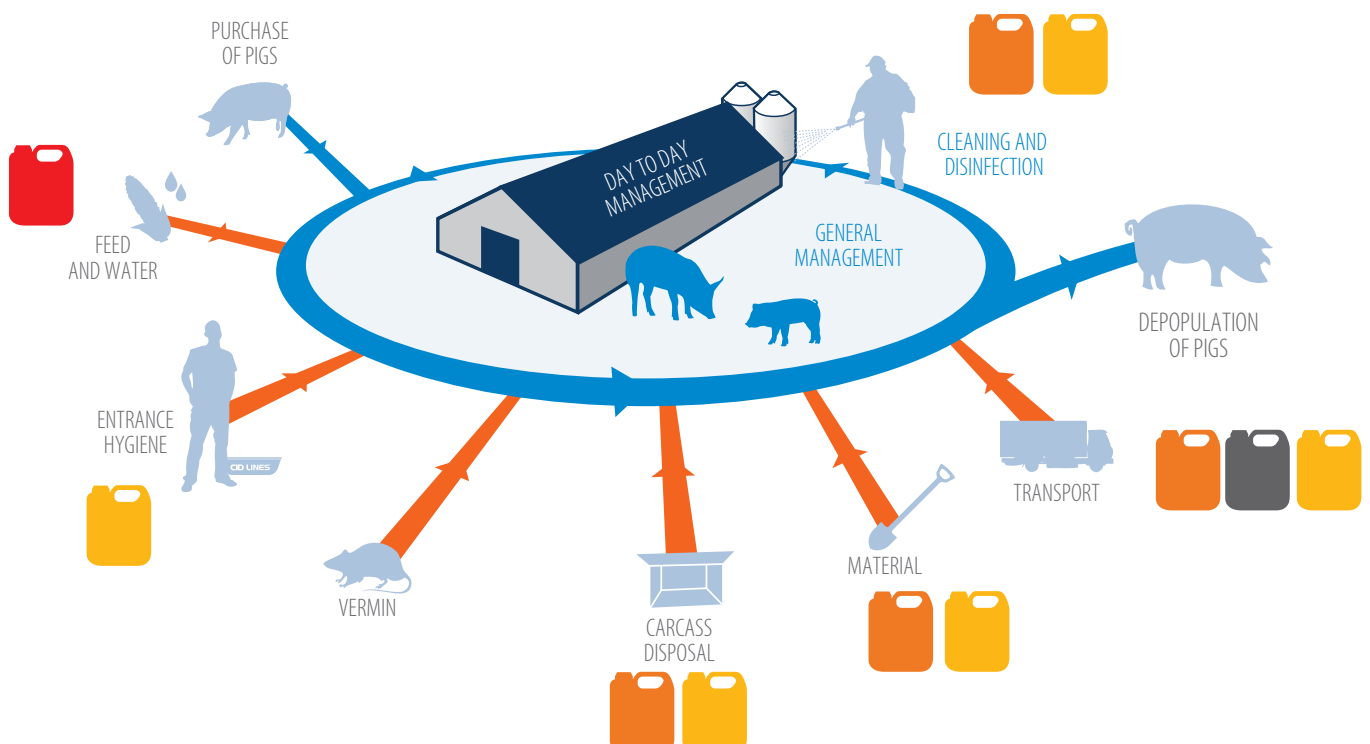 PURCHASE
OF PIGS
DAY TO DAY
MANAGEMENT
CLEANING AND
DISINFECTION
FEED
AND WATER
GENERAL
MANAGEMENT
DEPOPULATION
OF PIGS
ENTRANCE
HYGIENE
CID LINES
TRANSPORT
MATERIAL
VERMIN
CARCASS
DISPOSAL